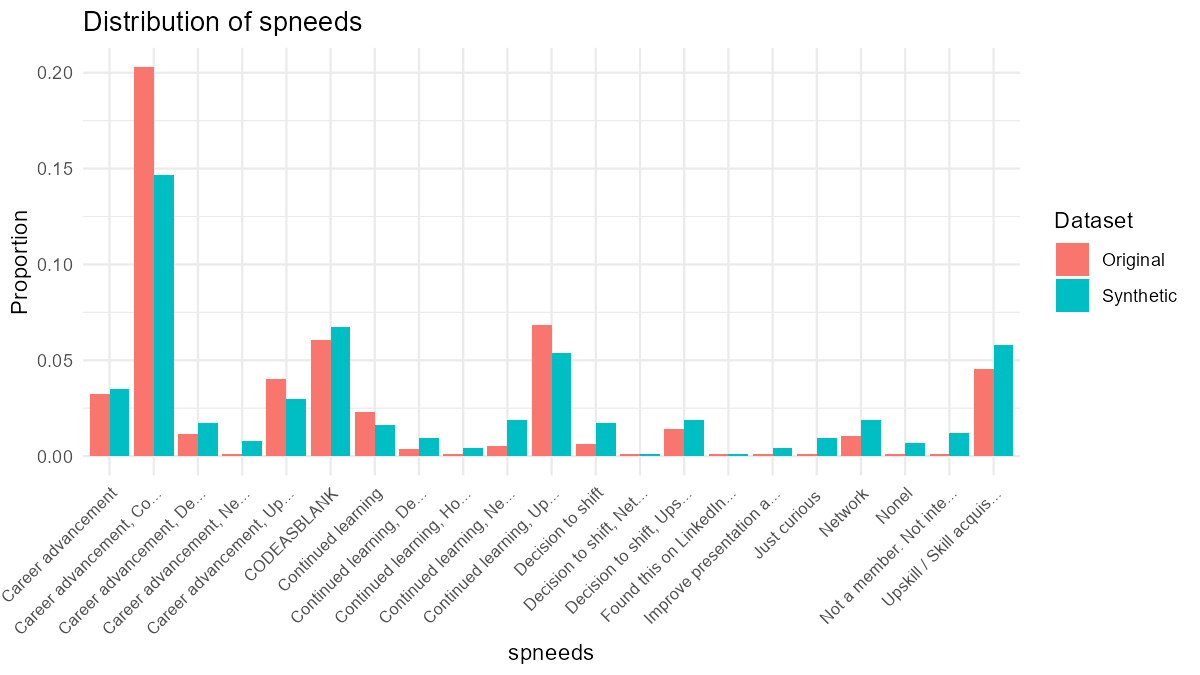 Distribution of spneeds
Proportion
0.20
0.15
0.10
0.05
0.00
Career advancement
Career advancement, Co...
Career advancement, De...
Career advancement, Ne...
Career advancement, Up...
CODEASBLANK
Continued learning
Continued learning, De...
Continued learning, Ho...
Continued learning, Ne...
Continued learning, Up...
Decision to shift
Decision to shift, Net...
Decision to shift, Ups...
Found this on LinkedIn...
Improve presentation a...
Just curious
Network
Nonel
Not a member. Not inte...
Upskill / Skill acquis...
spneeds
Dataset
Original
Synthetic